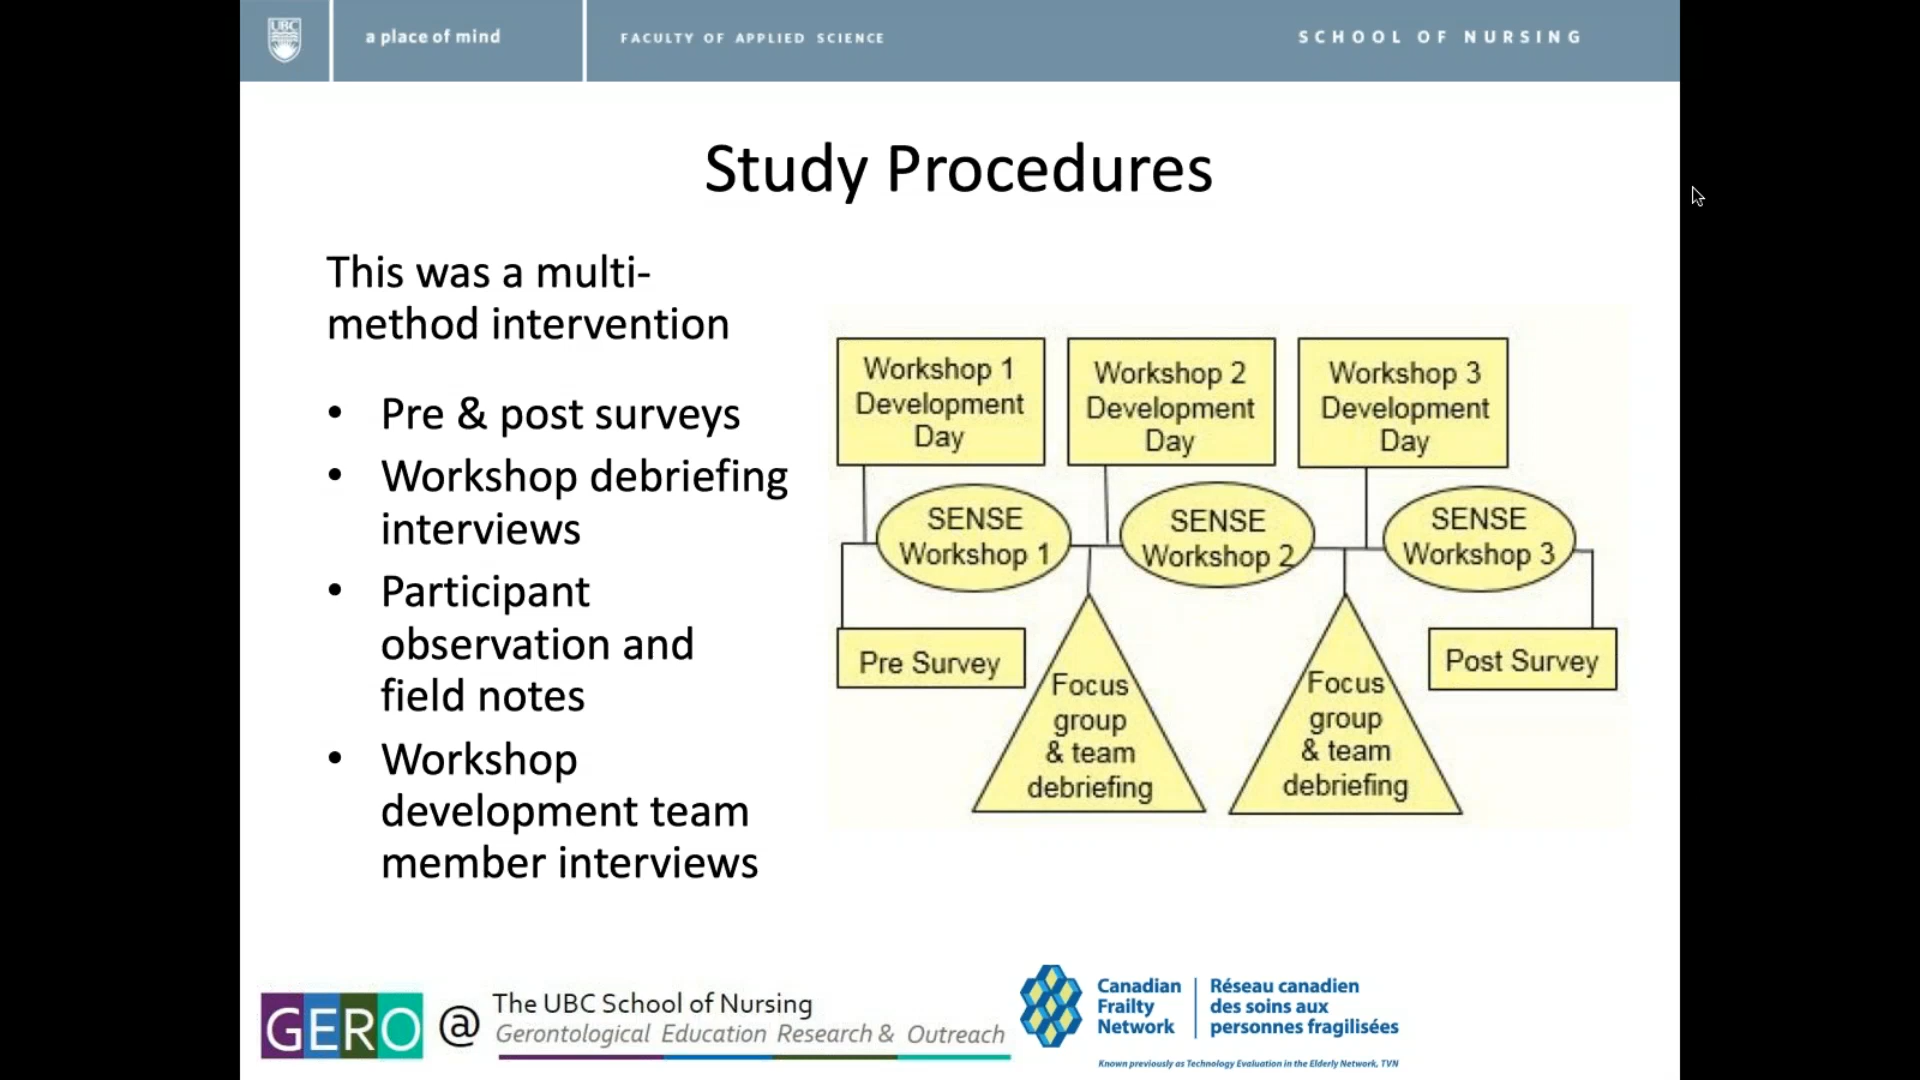 UBC
a place of mind
FACULTY OF APPLIED SCIENCE
SCHOOL OF NURSING
Study Procedures
This was a multi-
method intervention
• Pre & post surveys
• Workshop debriefing
interviews
• Participant
observation and
field notes
• Workshop
development team
member interviews
Workshop 1
Development
Day
Workshop 2
Development
Day
Workshop 3
Development
Day
SENSE
Workshop 1
SENSE
Workshop 2
SENSE
Workshop 3
Pre Survey
Focus
group
& team
debriefing
Focus
group
& team
debriefing
Post Survey
GERO @
The UBC School of Nursing
Gerontological Education Research & Outreach
Canadian
Frailty
Network
Réseau canadien
des soins aux
personnes fragilisées
Known previously as Technology Evaluation in the Elderly Network, TVN